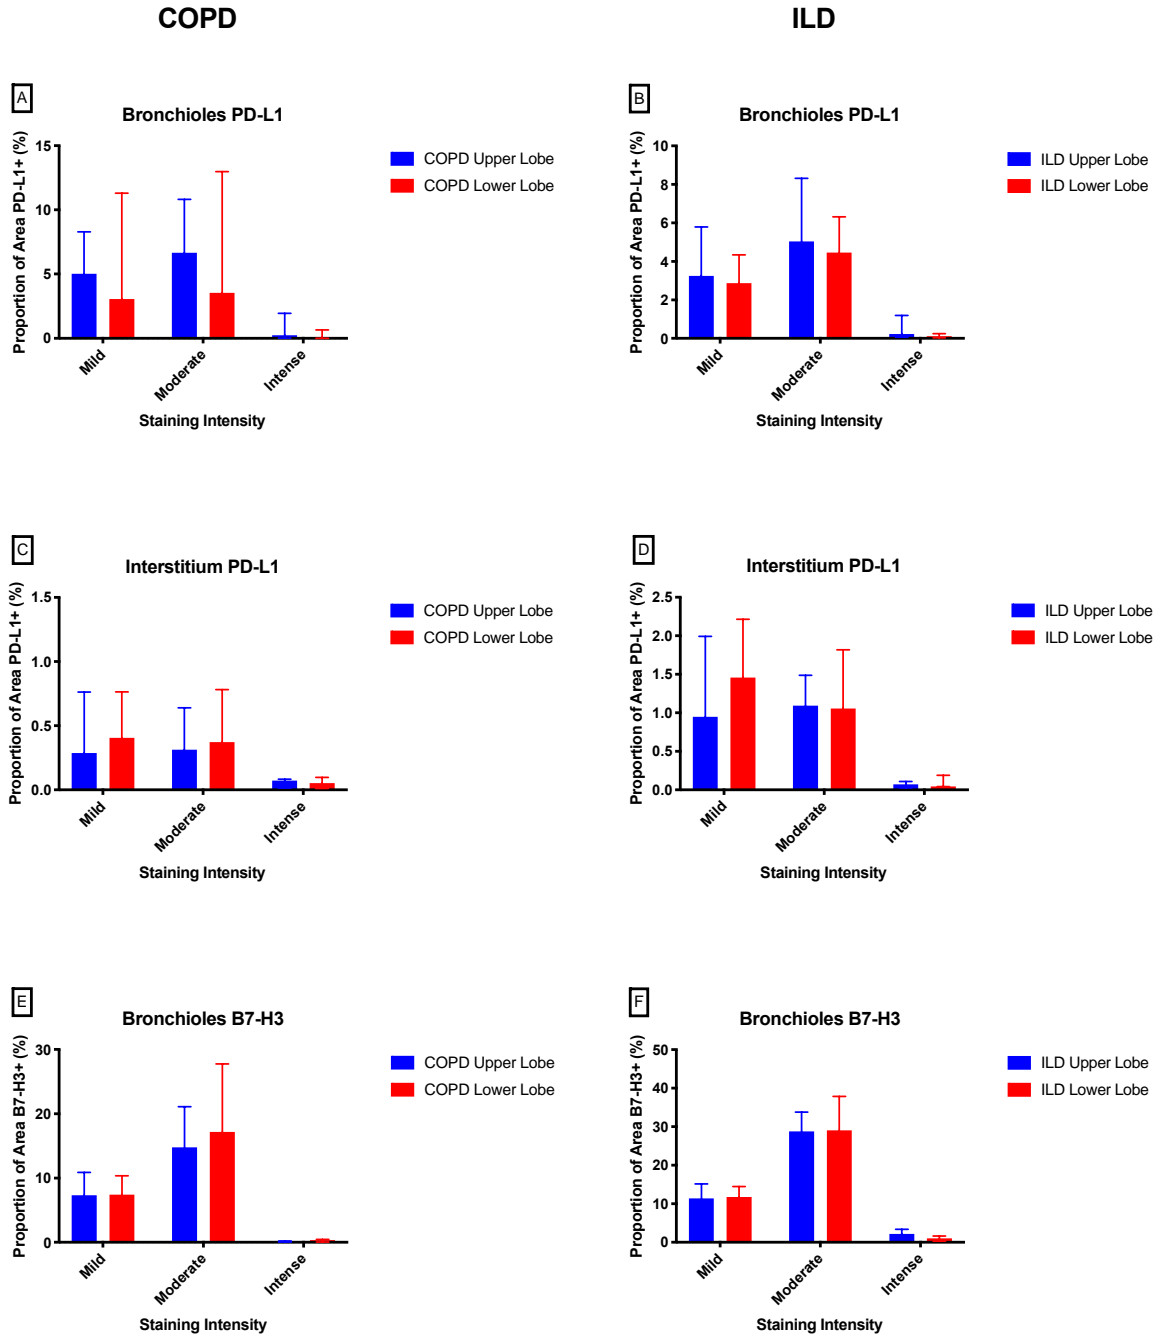 COPD
ILD
A
Bronchioles PD-L1
Proportion of Area PD-L1+ (%)
15
10
5
0
Mild
Moderate
Intense
Staining Intensity
COPD Upper Lobe
COPD Lower Lobe
B
Bronchioles PD-L1
Proportion of Area PD-L1+ (%)
10
8
6
4
2
0
Mild
Moderate
Intense
Staining Intensity
ILD Upper Lobe
ILD Lower Lobe
C
Interstitium PD-L1
Proportion of Area PD-L1+ (%)
1.5
1.0
0.5
0.0
Mild
Moderate
Intense
Staining Intensity
COPD Upper Lobe
COPD Lower Lobe
D
Interstitium PD-L1
Proportion of Area PD-L1+ (%)
2.5
2.0
1.5
1.0
0.5
0.0
Mild
Moderate
Intense
Staining Intensity
ILD Upper Lobe
ILD Lower Lobe
E
Bronchioles B7-H3
Proportion of Area B7-H3+ (%)
30
20
10
0
Mild
Moderate
Intense
Staining Intensity
COPD Upper Lobe
COPD Lower Lobe
F
Bronchioles B7-H3
Proportion of Area B7-H3+ (%)
50
40
30
20
10
0
Mild
Moderate
Intense
Staining Intensity
ILD Upper Lobe
ILD Lower Lobe